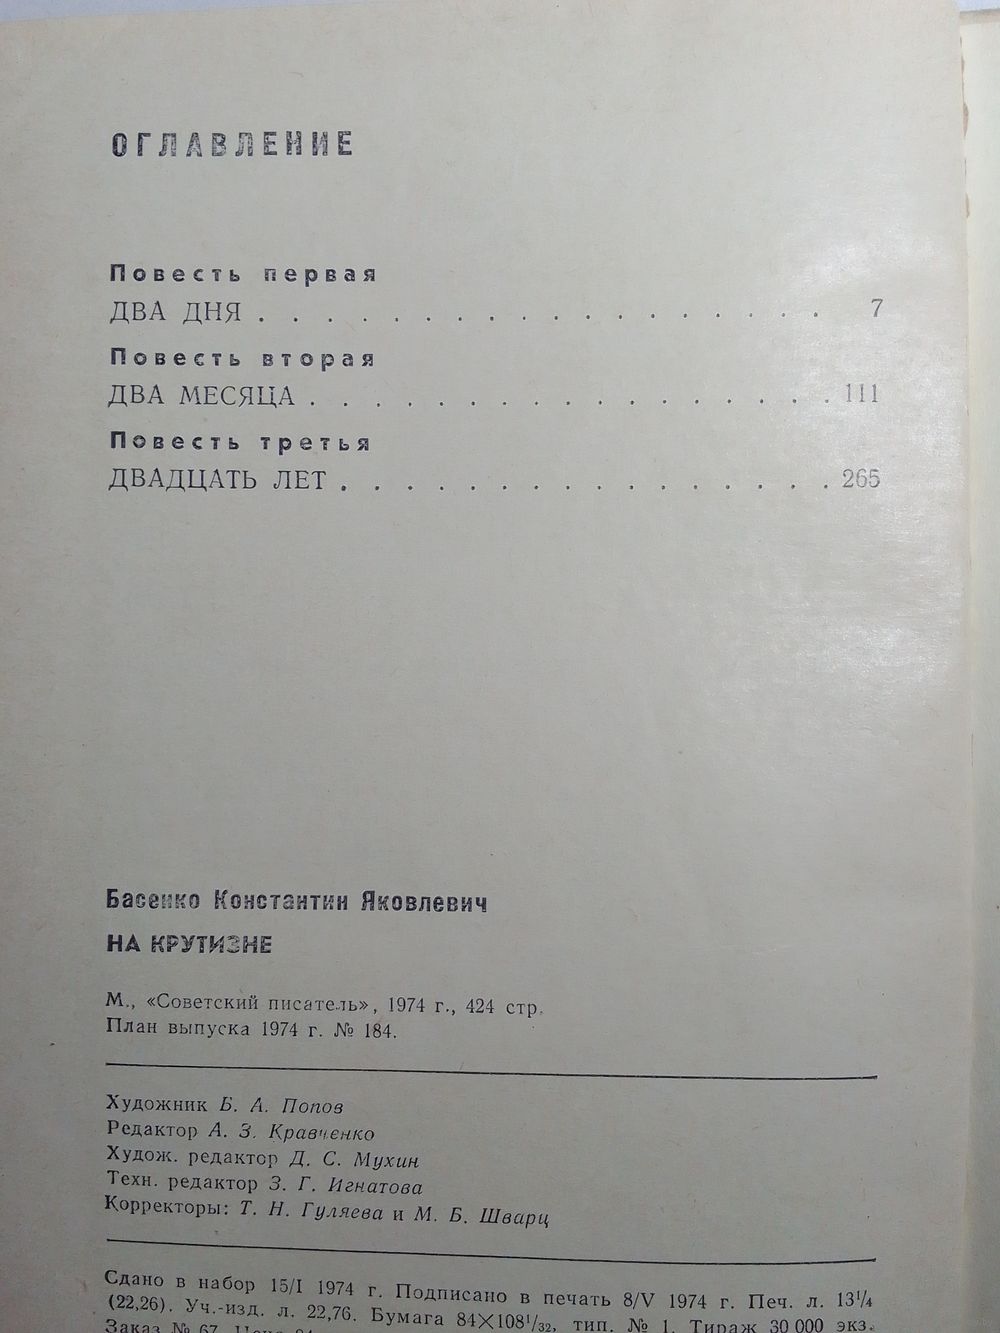 ОГЛАВЛЕНИЕ
Повесть первая
ДВА ДНЯ . . . . . . . . . . . . . . . . . . 7
Повесть вторая
ДВА МЕСЯЦА . . . . . . . . . . . . . . . . . 111
Повесть третья
ДВАДЦАТЬ ЛЕТ . . . . . . . . . . . . . . . . 265
Басенко Константин Яковлевич
НА КРУТИЗНЕ
М., «Советский писатель», 1974 г., 424 стр.
План выпуска 1974 г. № 184.
Художник Б. А. Попов
Редактор А. З. Кравченко
Худож. редактор Д. С. Мухин
Техн. редактор З. Г. Игнатова
Корректоры: Т. Н. Гуляева и М. Б. Шварц
Сдано в набор 15/I 1974 г. Подписано в печать 8/V 1974 г. Печ. л. 13¹/₄
(22,26). Уч.-изд. л. 22,76. Бумага 84×108¹/₃₂, тип. № 1. Тираж 30 000 экз.
Заказ № 67.